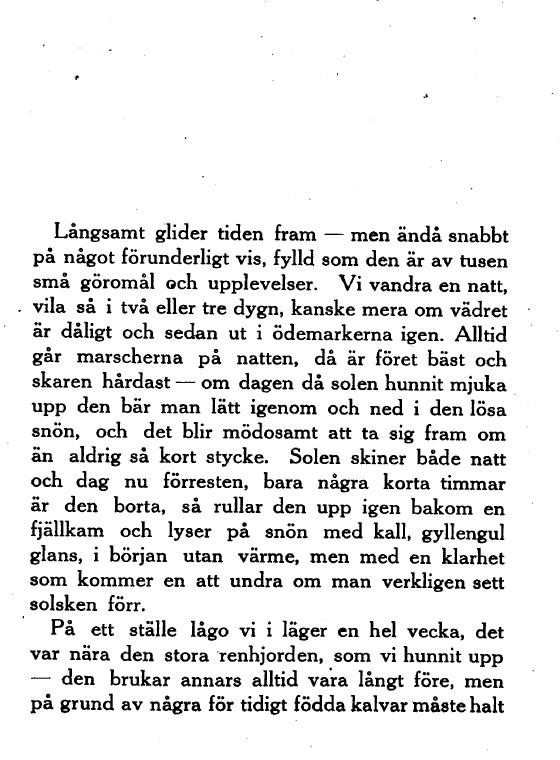 Långsamt glider tiden fram — men ändå snabbt
på något förunderligt vis, fylld som den är av tusen
små göromål och upplevelser. Vi vandra en natt,
vila så i två eller tre dygn, kanske mera om vädret
är dåligt och sedan ut i ödemarkerna igen. Alltid
går marscherna på natten, då är föret bäst och
skaren hårdast — om dagen då solen hunnit mjuka
upp den bär man lätt igenom och ned i den lösa
snön, och det blir mödosamt att ta sig fram om
än aldrig så kort stycke. Solen skiner både natt
och dag nu förresten, bara några korta timmar
är den borta, så rullar den upp igen bakom en
fjällkam och lyser på snön med kall, gyllengul
glans, i början utan värme, men med en klarhet
som kommer en att undra om man verkligen sett
solsken förr.
På ett ställe lågo vi i läger en hel vecka, det
var nära den stora renhjorden, som vi hunnit upp
— den brukar annars alltid vara långt före, men
på grund av några för tidigt födda kalvar måste halt